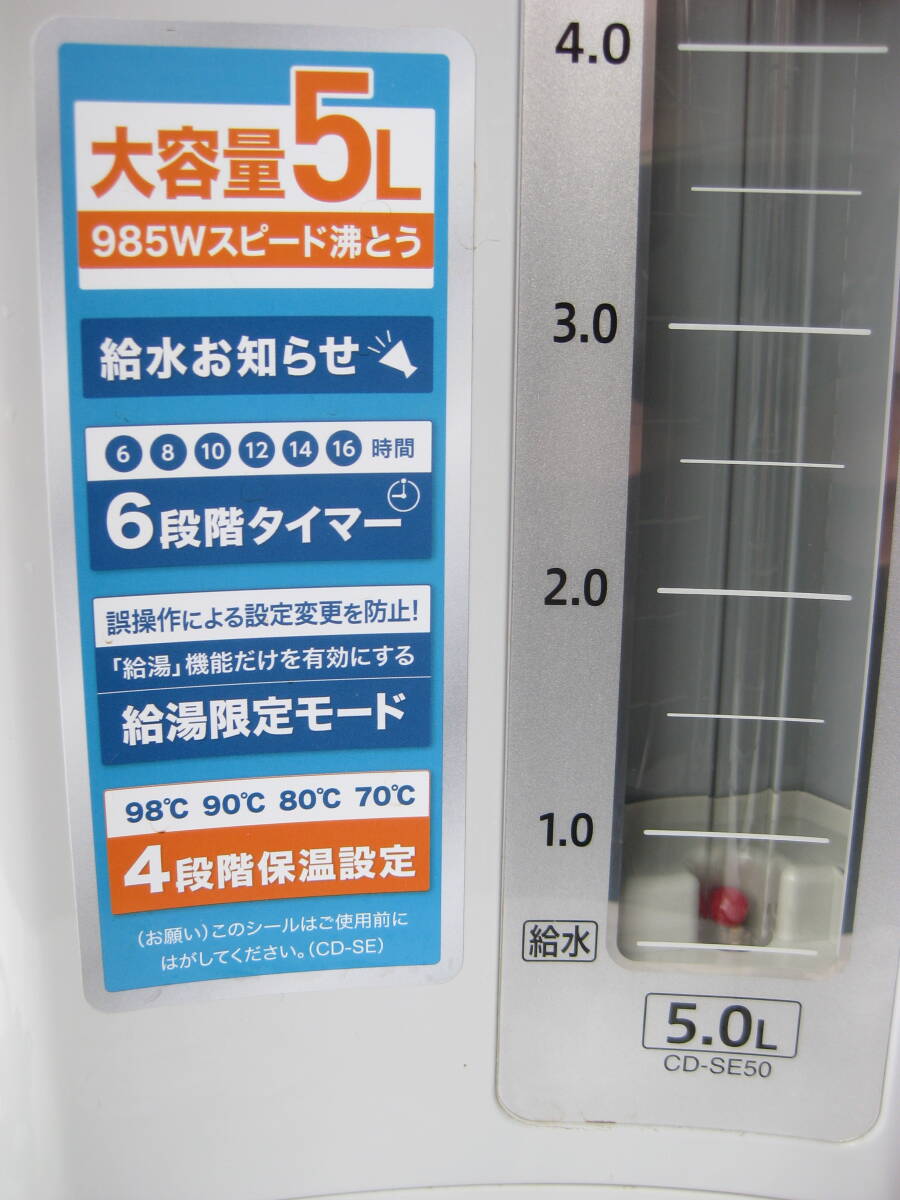 大容量5L
985Wスピード沸とう
給水お知らせ
6 8 10 12 14 16 時間
6段階タイマー
誤操作による設定変更を防止!
「給湯」機能だけを有効にする
給湯限定モード
98℃ 90℃ 80℃ 70℃
4段階保温設定
(お願い)このシールはご使用前に
はがしてください。(CD-SE)
4.0
3.0
2.0
1.0
給水
5.0L
CD-SE50